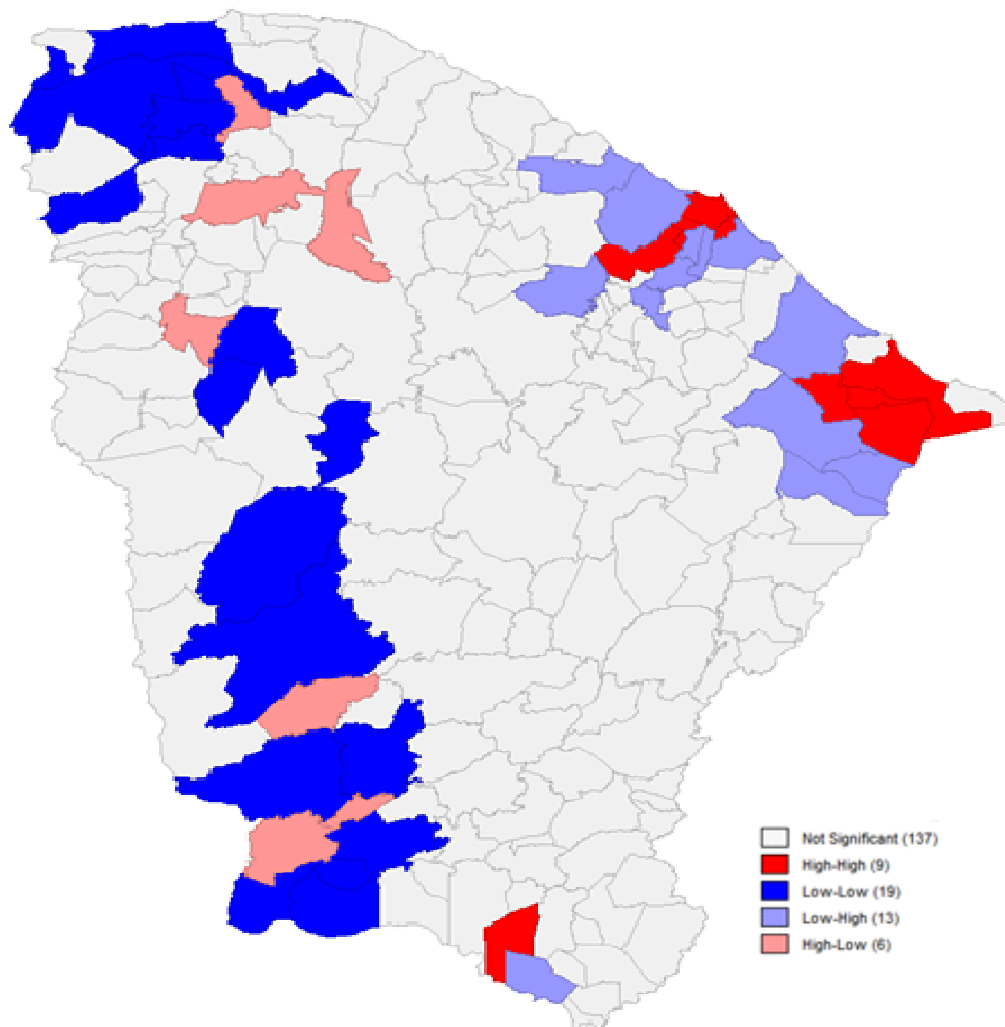 Not Significant (137)
High-High (9)
Low-Low (19)
Low-High (13)
High-Low (6)